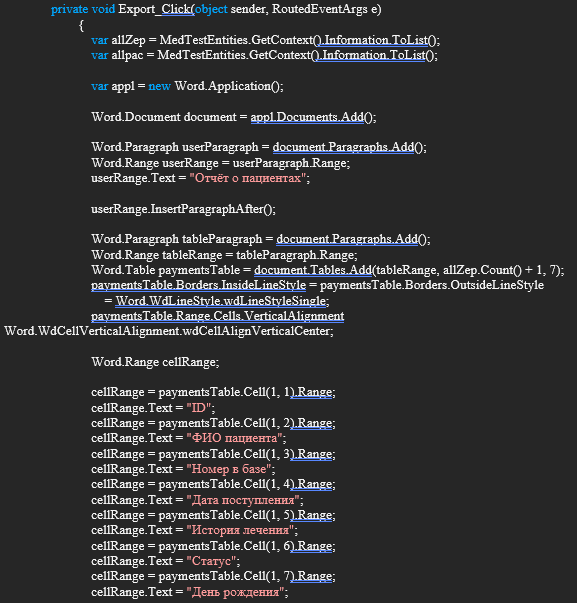 private void Export_Click(object sender, RoutedEventArgs e)
{
var allZep = MedTestEntities.GetContext().Information.ToList();
var allpac = MedTestEntities.GetContext().Information.ToList();
var appl = new Word.Application();
Word.Document document = appl.Documents.Add();
Word.Paragraph userParagraph = document.Paragraphs.Add();
Word.Range userRange = userParagraph.Range;
userRange.Text = "Отчёт о пациентах";
userRange.InsertParagraphAfter();
Word.Paragraph tableParagraph = document.Paragraphs.Add();
Word.Range tableRange = tableParagraph.Range;
Word.Table paymentsTable = document.Tables.Add(tableRange, allZep.Count() + 1, 7);
paymentsTable.Borders.InsideLineStyle = paymentsTable.Borders.OutsideLineStyle
= Word.WdLineStyle.wdLineStyleSingle;
paymentsTable.Range.Cells.VerticalAlignment
Word.WdCellVerticalAlignment.wdCellAlignVerticalCenter;
Word.Range cellRange;
cellRange = paymentsTable.Cell(1, 1).Range;
cellRange.Text = "ID";
cellRange = paymentsTable.Cell(1, 2).Range;
cellRange.Text = "ФИО пациента";
cellRange = paymentsTable.Cell(1, 3).Range;
cellRange.Text = "Номер в базе";
cellRange = paymentsTable.Cell(1, 4).Range;
cellRange.Text = "Дата поступления";
cellRange = paymentsTable.Cell(1, 5).Range;
cellRange.Text = "История лечения";
cellRange = paymentsTable.Cell(1, 6).Range;
cellRange.Text = "Статус";
cellRange = paymentsTable.Cell(1, 7).Range;
cellRange.Text = "День рождения";